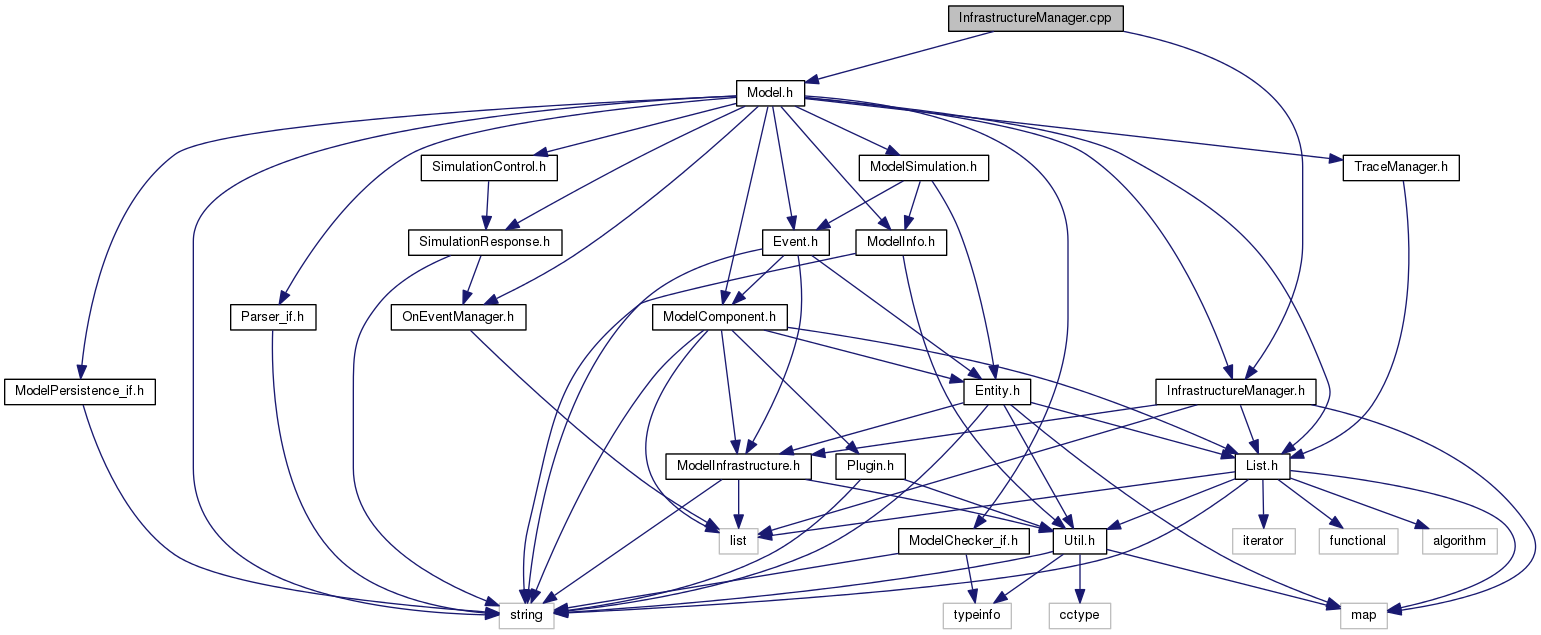 InfrastructureManager.cpp
Model.h
SimulationControl.h
ModelSimulation.h
TraceManager.h
SimulationResponse.h
Event.h
ModelInfo.h
Parser_if.h
OnEventManager.h
ModelComponent.h
ModelPersistence_if.h
Entity.h
InfrastructureManager.h
ModelInfrastructure.h
Plugin.h
List.h
list
ModelChecker_if.h
Util.h
iterator
functional
algorithm
string
typeinfo
cctype
map